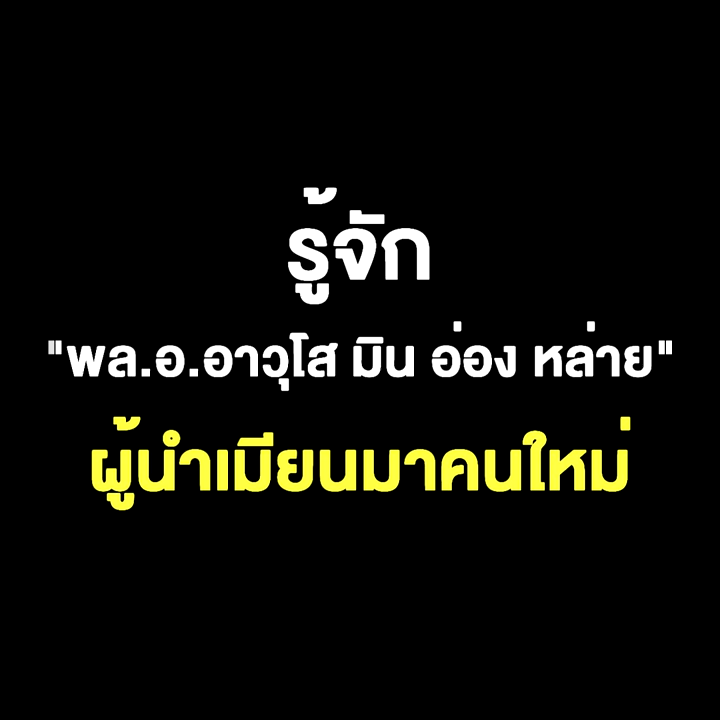 รู้จัก
"พล.อ.อาวุโส มิน อ่อง หล่าย"
ผู้นำเมียนมาคนใหม่